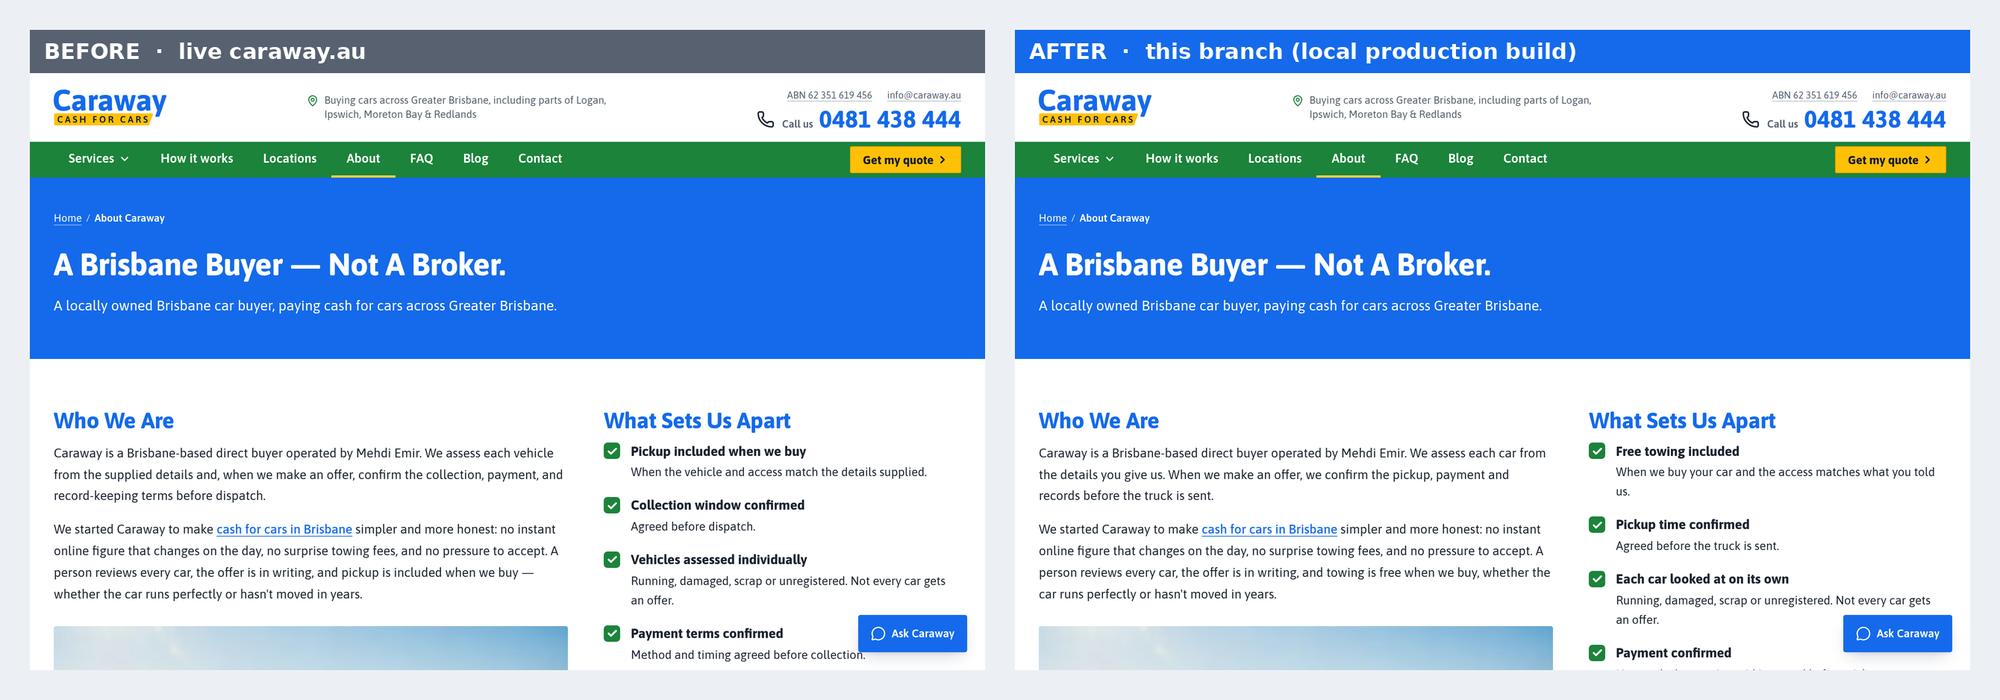 BEFORE · live caraway.au
Caraway
CASH FOR CARS
Buying cars across Greater Brisbane, including parts of Logan,
Ipswich, Moreton Bay & Redlands
ABN 62 351 619 456 info@caraway.au
Call us 0481 438 444
Services How it works Locations About FAQ Blog Contact Get my quote
Home / About Caraway
A Brisbane Buyer — Not A Broker.
A locally owned Brisbane car buyer, paying cash for cars across Greater Brisbane.
Who We Are
Caraway is a Brisbane-based direct buyer operated by Mehdi Emir. We assess each vehicle
from the supplied details and, when we make an offer, confirm the collection, payment, and
record-keeping terms before dispatch.
We started Caraway to make cash for cars in Brisbane simpler and more honest: no instant
online figure that changes on the day, no surprise towing fees, and no pressure to accept. A
person reviews every car, the offer is in writing, and pickup is included when we buy —
whether the car runs perfectly or hasn't moved in years.
What Sets Us Apart
Pickup included when we buy
When the vehicle and access match the details supplied.
Collection window confirmed
Agreed before dispatch.
Vehicles assessed individually
Running, damaged, scrap or unregistered. Not every car gets
an offer.
Payment terms confirmed
Method and timing agreed before collection.
Ask Caraway
AFTER · this branch (local production build)
Caraway
CASH FOR CARS
Buying cars across Greater Brisbane, including parts of Logan,
Ipswich, Moreton Bay & Redlands
ABN 62 351 619 456 info@caraway.au
Call us 0481 438 444
Services How it works Locations About FAQ Blog Contact Get my quote
Home / About Caraway
A Brisbane Buyer — Not A Broker.
A locally owned Brisbane car buyer, paying cash for cars across Greater Brisbane.
Who We Are
Caraway is a Brisbane-based direct buyer operated by Mehdi Emir. We assess each car from
the details you give us. When we make an offer, we confirm the pickup, payment and
records before the truck is sent.
We started Caraway to make cash for cars in Brisbane simpler and more honest: no instant
online figure that changes on the day, no surprise towing fees, and no pressure to accept. A
person reviews every car, the offer is in writing, and towing is free when we buy, whether the
car runs perfectly or hasn't moved in years.
What Sets Us Apart
Free towing included
When we buy your car and the access matches what you told
us.
Pickup time confirmed
Agreed before the truck is sent.
Each car looked at on its own
Running, damaged, scrap or unregistered. Not every car gets
an offer.
Payment confirmed
Ask Caraway